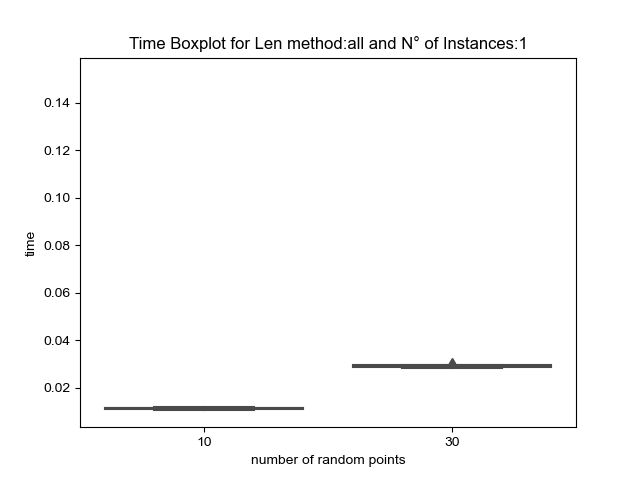 Time Boxplot for Len method:all and N° of Instances:1
0.14
0.12
0.10
0.08
0.06
0.04
0.02
time
10 30
number of random points